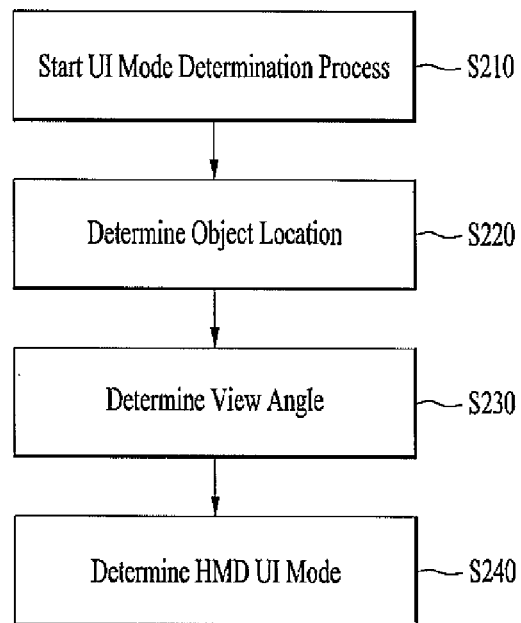 Start UI Mode Determination Process S210
Determine Object Location S220
Determine View Angle S230
Determine HMD UI Mode S240